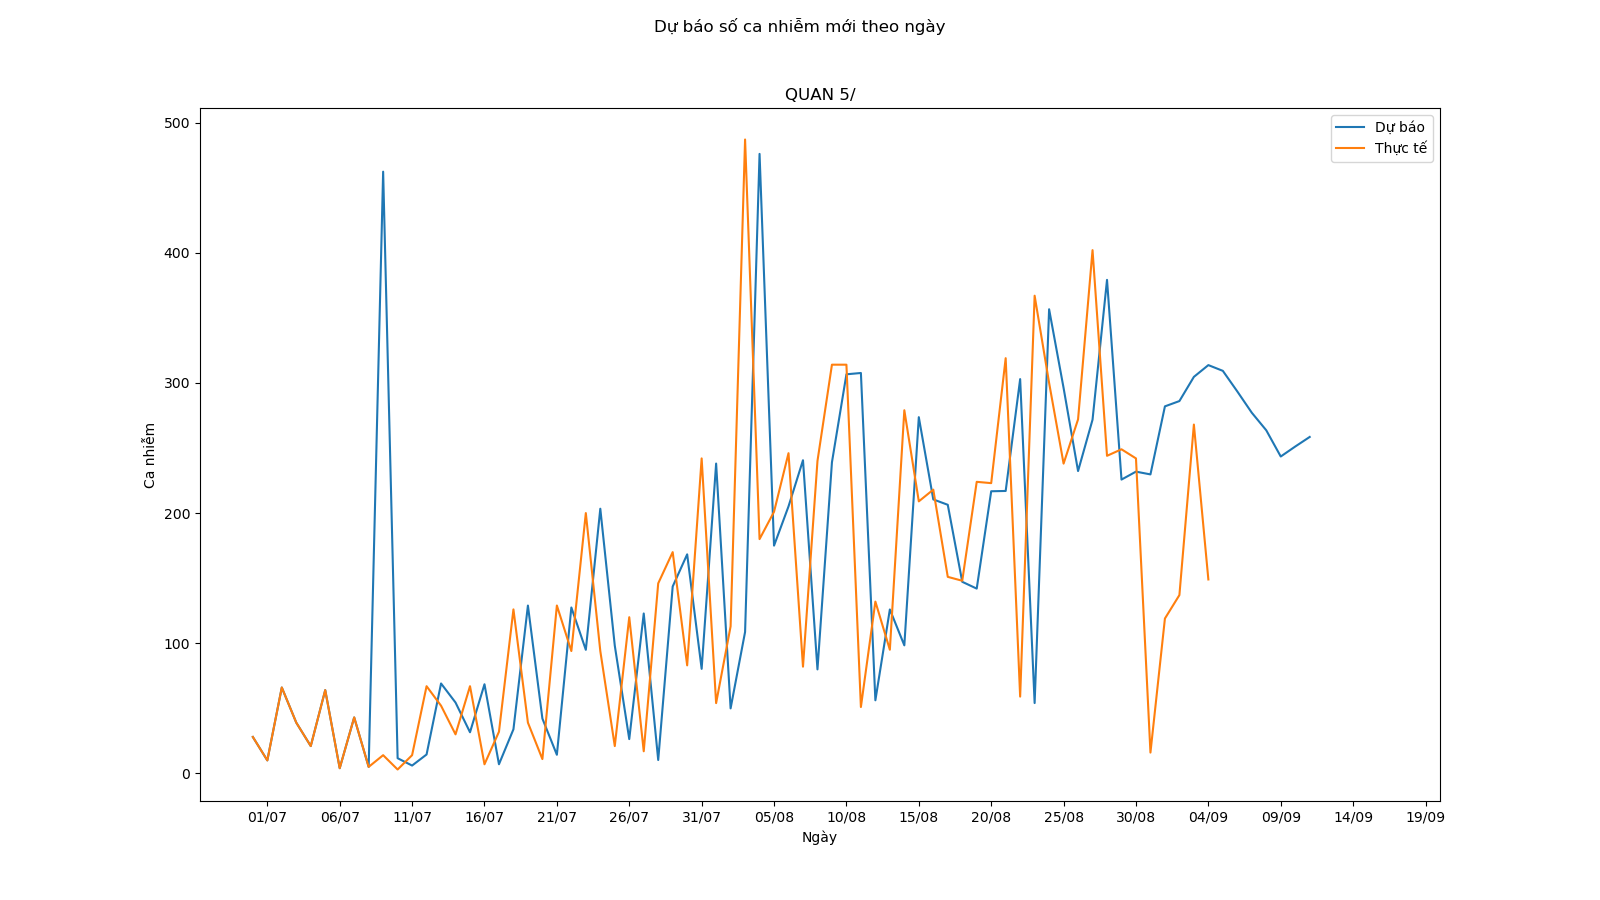 Dự báo số ca nhiễm mới theo ngày
QUAN 5/
Dự báo
Thực tế
500
400
300
200
100
0
Ca nhiễm
01/07 06/07 11/07 16/07 21/07 26/07 31/07 05/08 10/08 15/08 20/08 25/08 30/08 04/09 09/09 14/09 19/09
Ngày